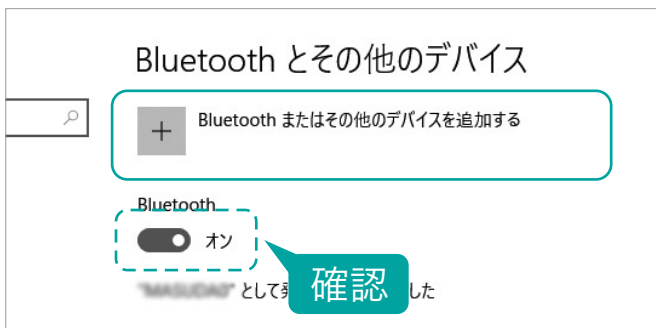 Bluetooth とその他のデバイス
Bluetooth またはその他のデバイスを追加する
Bluetooth
オン
として発
した
確認